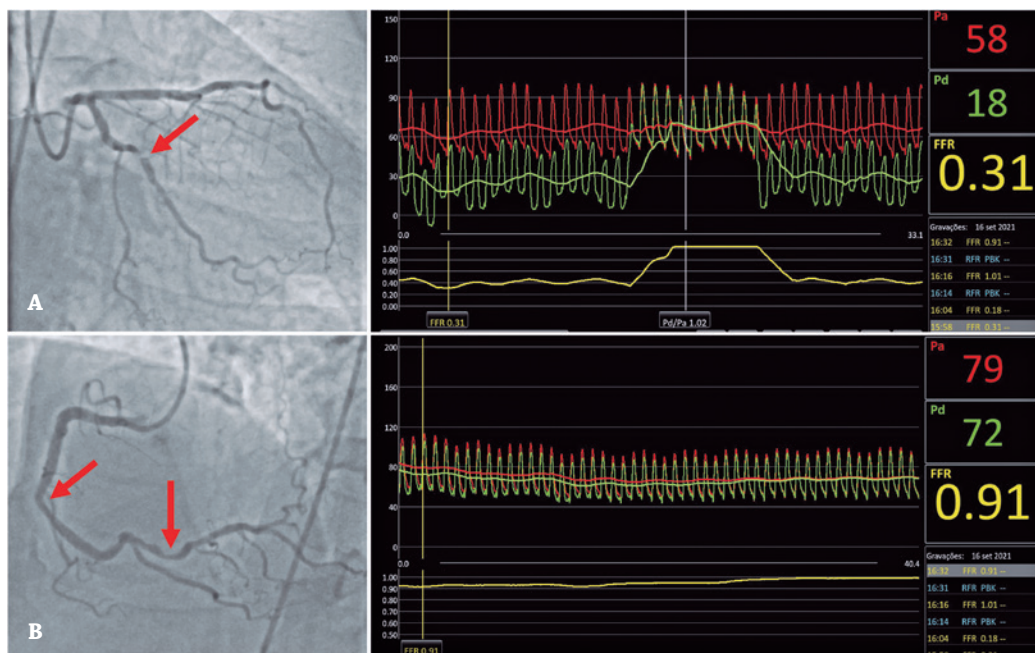 150
120
90
60
30
0
0.0
33.1
1.00
0.80
0.60
0.40
0.20
0.00
FFR 0.31
Pd/Pa 1.02
Pa
58
Pd
18
FFR
0.31
Gravações: 16 set 2021
16:32 FFR 0.91 --
16:31 RFR PBK --
16:16 FFR 1.01 --
16:14 RFR PBK --
16:04 FFR 0.18 --
15:58 FFR 0.31 --
A
200
160
120
80
40
0
0.0
40.4
1.00
0.90
0.80
0.70
0.60
0.50
FFR 0.91
Pa
79
Pd
72
FFR
0.91
Gravações: 16 set 2021
16:32 FFR 0.91 --
16:31 RFR PBK --
16:16 FFR 1.01 --
16:14 RFR PBK --
16:04 FFR 0.18 --
B